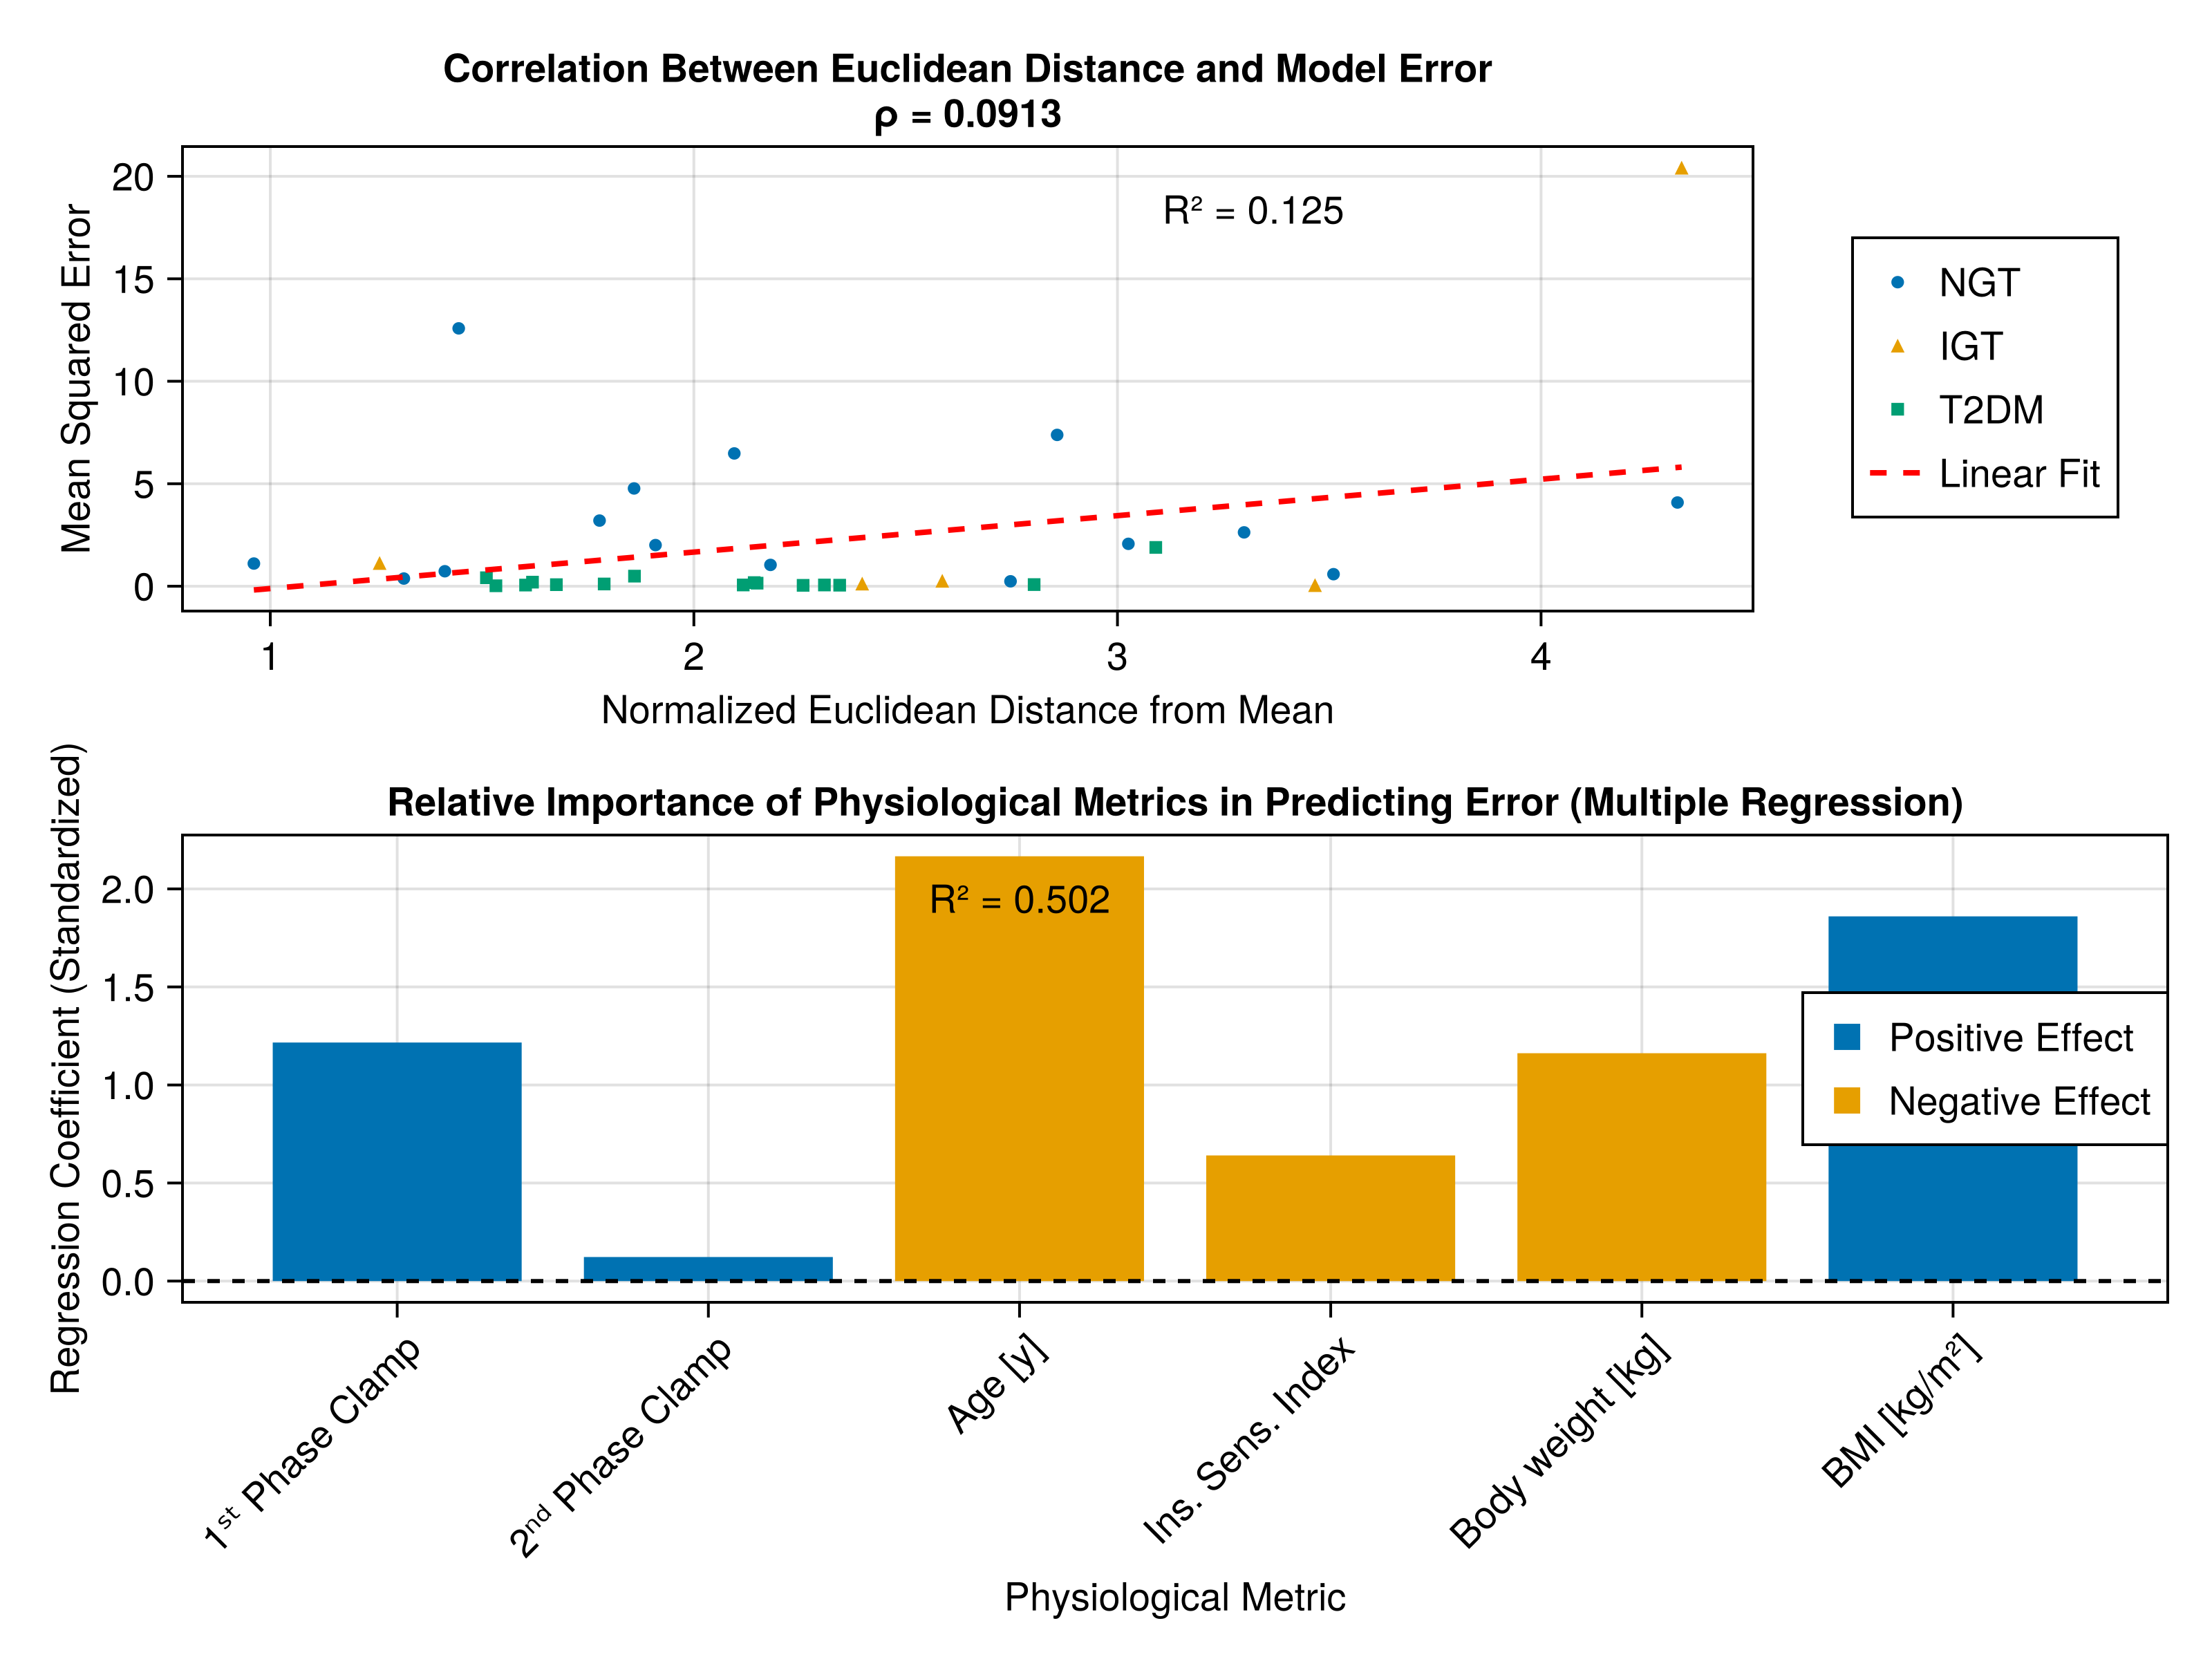 Correlation Between Euclidean Distance and Model Error
ρ = 0.0913
Mean Squared Error
20
15
10
5
0
R² = 0.125
1
2
3
4
Normalized Euclidean Distance from Mean
NGT
IGT
T2DM
Linear Fit
Relative Importance of Physiological Metrics in Predicting Error (Multiple Regression)
Regression Coefficient (Standardized)
2.0
1.5
1.0
0.5
0.0
R² = 0.502
Positive Effect
Negative Effect
1ˢᵗ Phase Clamp
2ⁿᵈ Phase Clamp
Age [y]
Ins. Sens. Index
Body weight [kg]
BMI [kg/m²]
Physiological Metric